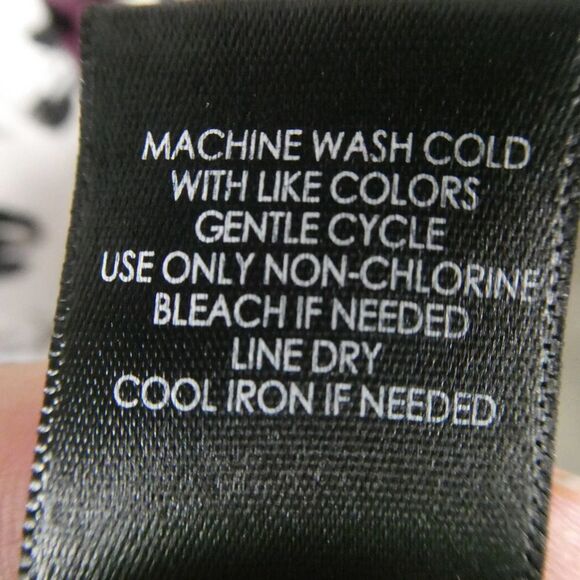 MACHINE WASH COLD
WITH LIKE COLORS
GENTLE CYCLE
USE ONLY NON-CHLORINE
BLEACH IF NEEDED
LINE DRY
COOL IRON IF NEEDED